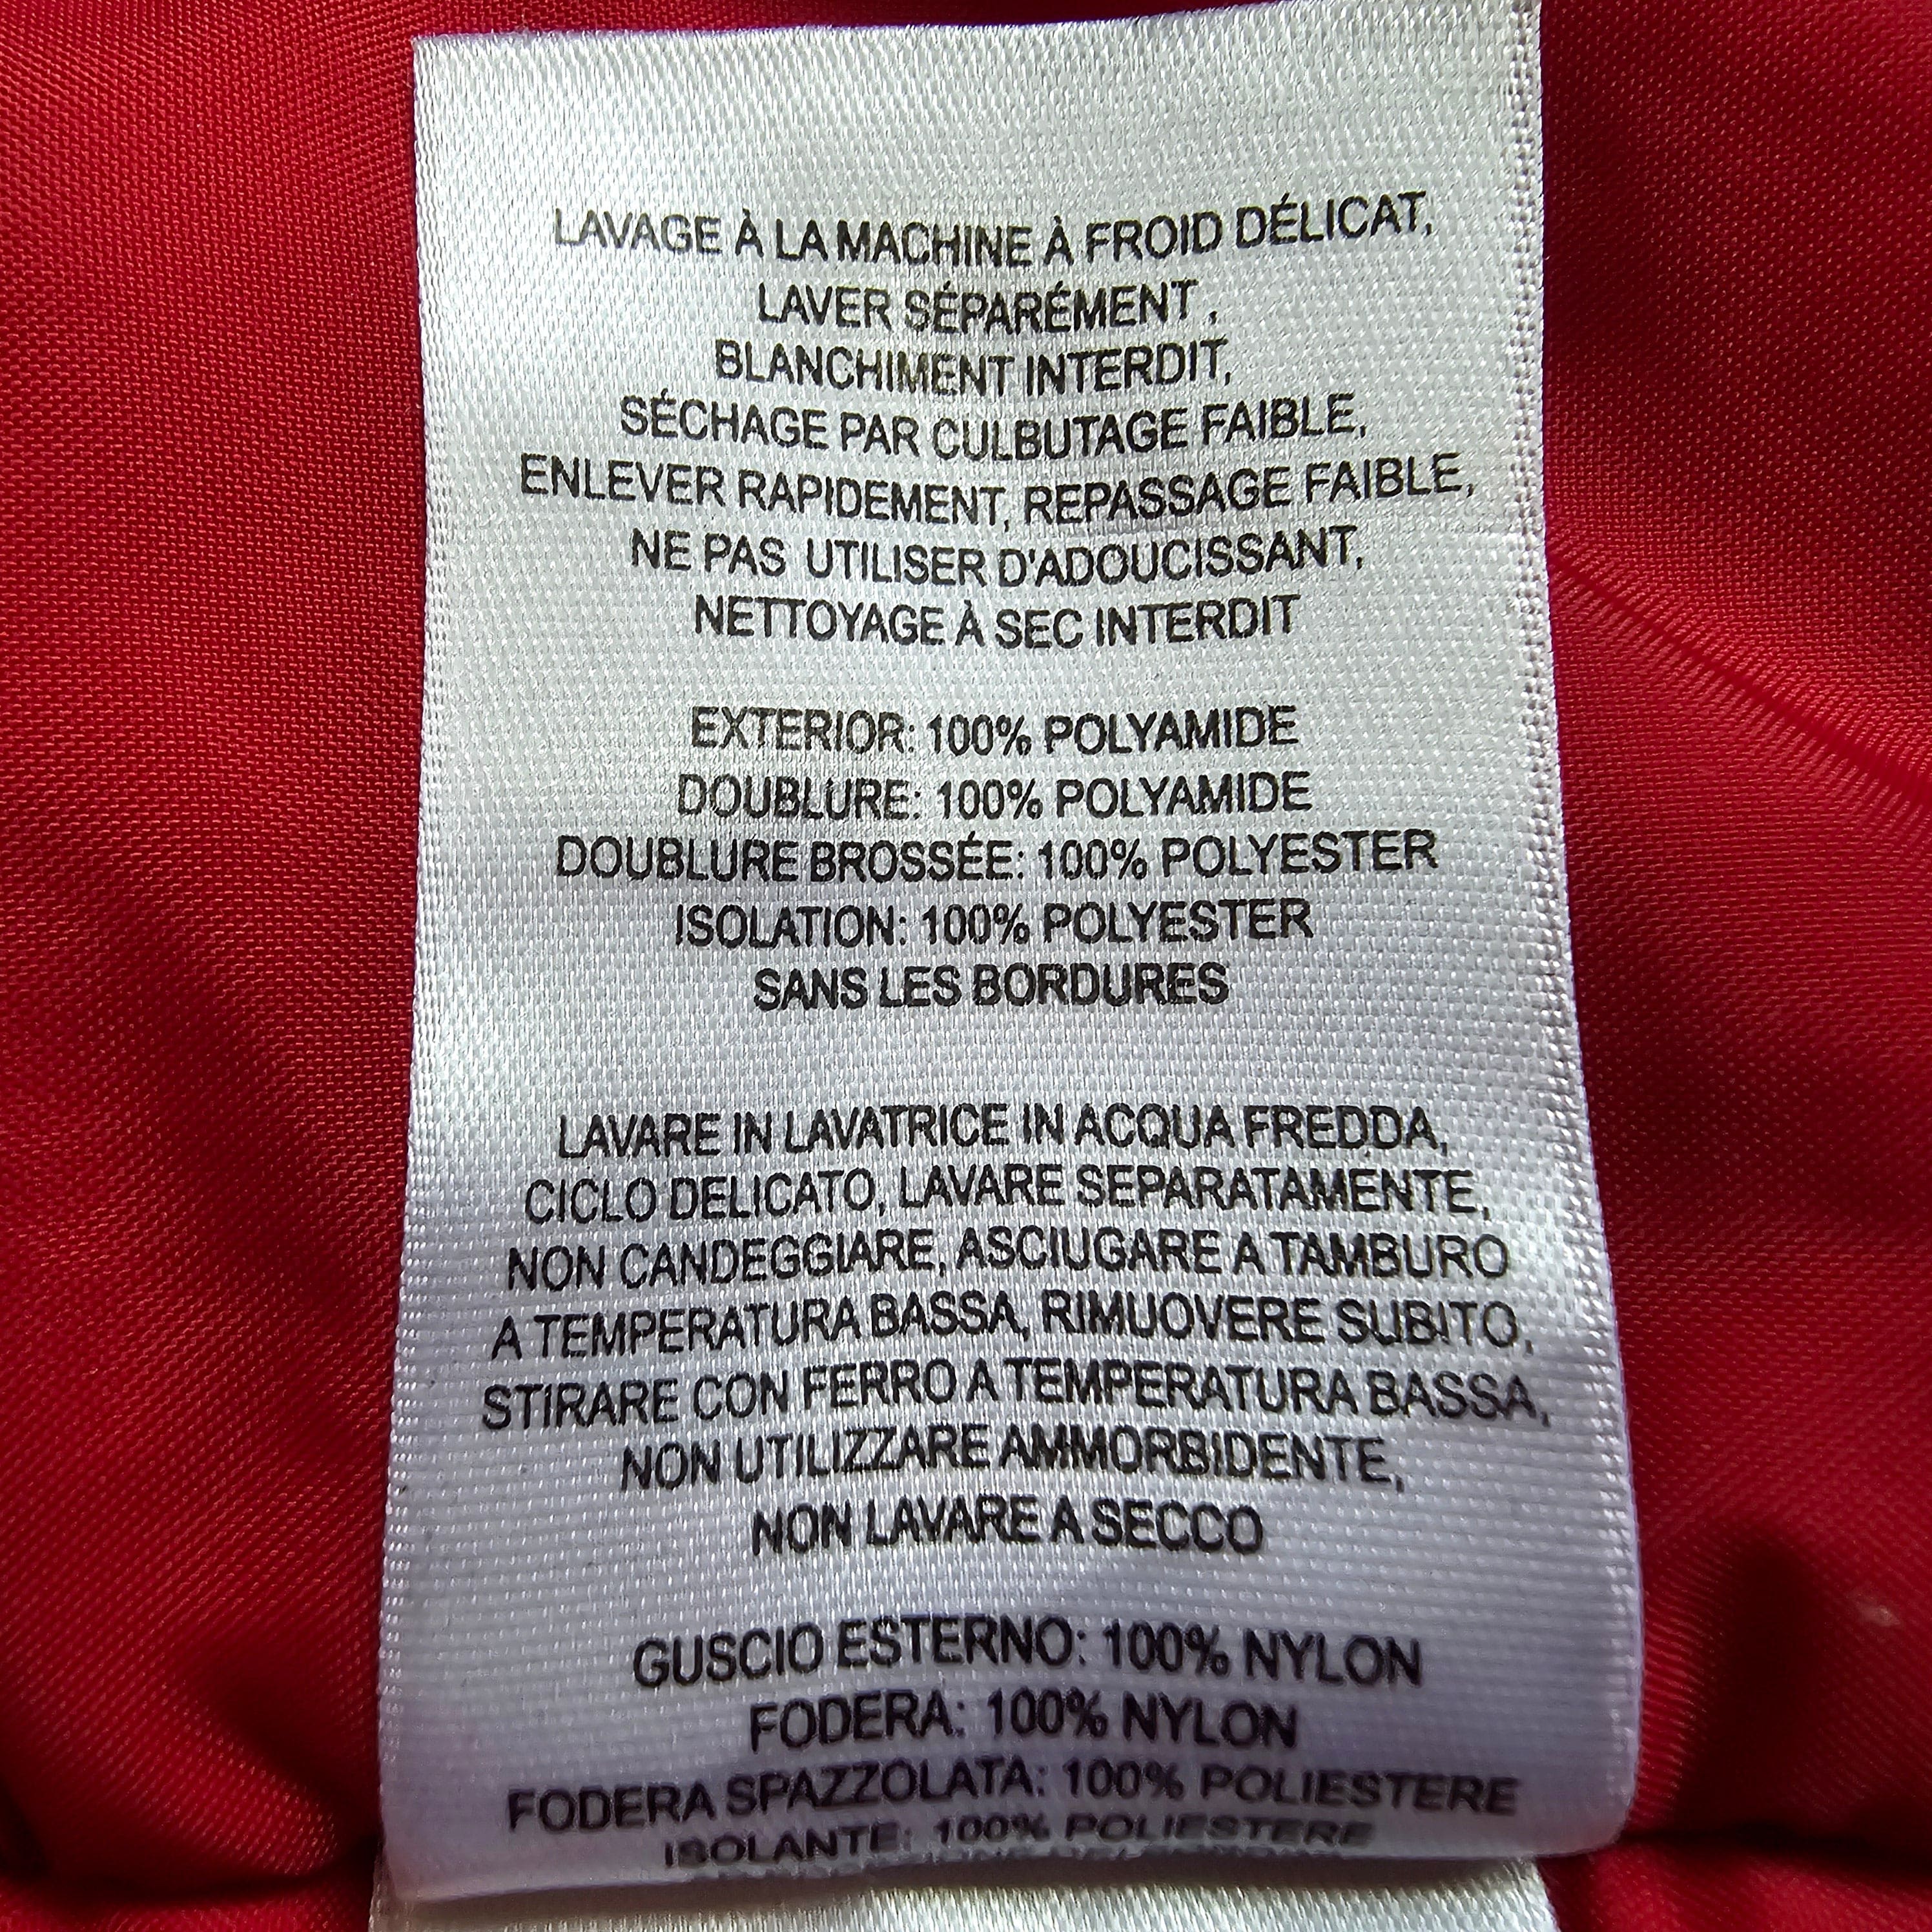 LAVAGE À LA MACHINE À FROID DÉLICAT,
LAVER SÉPARÉMENT,
BLANCHIMENT INTERDIT,
SÉCHAGE PAR CULBUTAGE FAIBLE,
ENLEVER RAPIDEMENT, REPASSAGE FAIBLE,
NE PAS UTILISER D'ADOUCISSANT,
NETTOYAGE À SEC INTERDIT
EXTERIOR: 100% POLYAMIDE
DOUBLURE: 100% POLYAMIDE
DOUBLURE BROSSÉE: 100% POLYESTER
ISOLATION: 100% POLYESTER
SANS LES BORDURES
LAVARE IN LAVATRICE IN ACQUA FREDDA,
CICLO DELICATO, LAVARE SEPARATAMENTE,
NON CANDEGGIARE, ASCIUGARE A TAMBURO
A TEMPERATURA BASSA, RIMUOVERE SUBITO,
STIRARE CON FERRO A TEMPERATURA BASSA,
NON UTILIZZARE AMMORBIDENTE,
NON LAVARE A SECCO
GUSCIO ESTERNO: 100% NYLON
FODERA: 100% NYLON
FODERA SPAZZOLATA: 100% POLIESTERE
ISOLANTE: 100% POLIESTERE